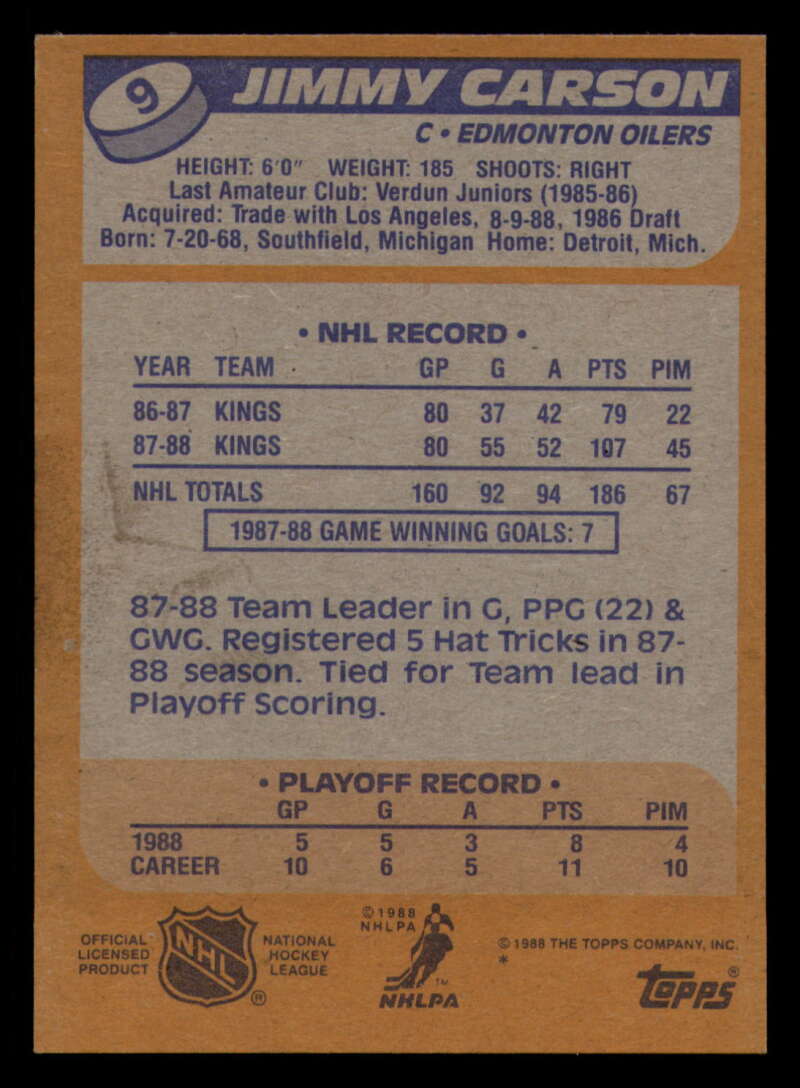 9
JIMMY CARSON
C • EDMONTON OILERS
HEIGHT: 6'0" WEIGHT: 185 SHOOTS: RIGHT
Last Amateur Club: Verdun Juniors (1985-86)
Acquired: Trade with Los Angeles, 8-9-88, 1986 Draft
Born: 7-20-68, Southfield, Michigan Home: Detroit, Mich.
• NHL RECORD •
YEAR TEAM GP G A PTS PIM
86-87 KINGS 80 37 42 79 22
87-88 KINGS 80 55 52 107 45
NHL TOTALS 160 92 94 186 67
1987-88 GAME WINNING GOALS: 7
87-88 Team Leader in G, PPG (22) &
GWG. Registered 5 Hat Tricks in 87-
88 season. Tied for Team lead in
Playoff Scoring.
• PLAYOFF RECORD •
GP G A PTS PIM
1988 5 5 3 8 4
CAREER 10 6 5 11 10
OFFICIAL
LICENSED
PRODUCT
NHL
®
NATIONAL
HOCKEY
LEAGUE
© 1988
NHLPA
TM
NHLPA
© 1988 THE TOPPS COMPANY, INC.
*
Topps®